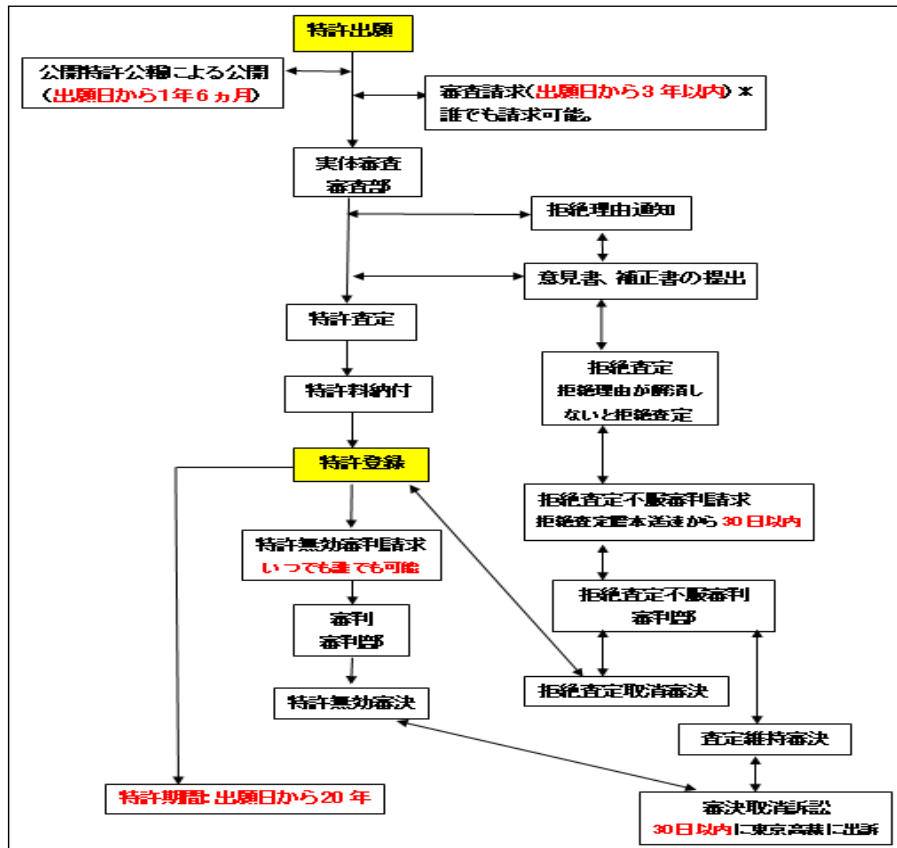 特許出願
公開特許公報による公開
(出願日から1年6ヵ月)
審査請求(出願日から3年以内)※
誰でも請求可能。
実体審査
審査部
拒絶理由通知
意見書、補正書の提出
特許査定
拒絶査定
拒絶理由が解消し
ないと拒絶査定
特許料納付
特許登録
拒絶査定不服審判請求
拒絶査定謄本送達から30日以内
特許無効審判請求
いつでも誰でも可能
拒絶査定不服審判
審判部
審判
審判部
拒絶査定取消審決
特許無効審決
査定維持審決
特許期間:出願日から20年
審決取消訴訟
30日以内に東京高裁に出訴